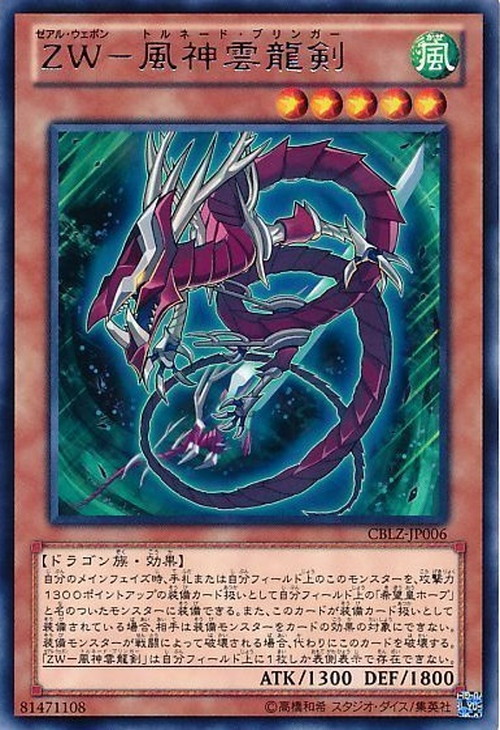 ゼアル・ウェポン トルネード・ブリンガー
ZW－風神雲龍剣
かぜ
風
CBLZ-JP006
【ドラゴン族・効果】
自分のメインフェイズ時、手札または自分フィールド上のこのモンスターを、攻撃力
1300ポイントアップの装備カード扱いとして自分フィールド上の「希望皇ホープ」
と名のついたモンスターに装備できる。また、このカードが装備カード扱いとして
装備されている場合、相手は装備モンスターをカードの効果の対象にできない。
装備モンスターが戦闘によって破壊される場合、代わりにこのカードを破壊する。
「ZW－風神雲龍剣」は自分フィールド上に1枚しか表側表示で存在できない。
ATK/1300 DEF/1800
81471108 ©高橋和希 スタジオ・ダイス/集英社